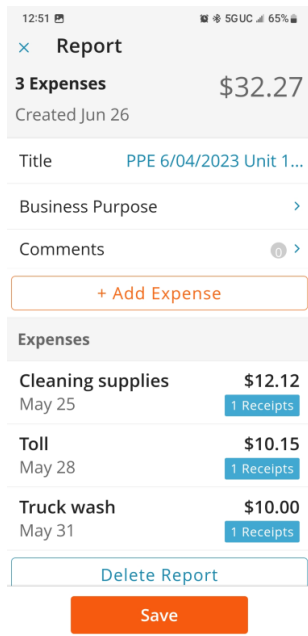 12:51 5GUC 65%
× Report
3 Expenses $32.27
Created Jun 26
Title PPE 6/04/2023 Unit 1...
Business Purpose >
Comments 0 >
+ Add Expense
Expenses
Cleaning supplies $12.12
May 25 1 Receipts
Toll $10.15
May 28 1 Receipts
Truck wash $10.00
May 31 1 Receipts
Delete Report
Save